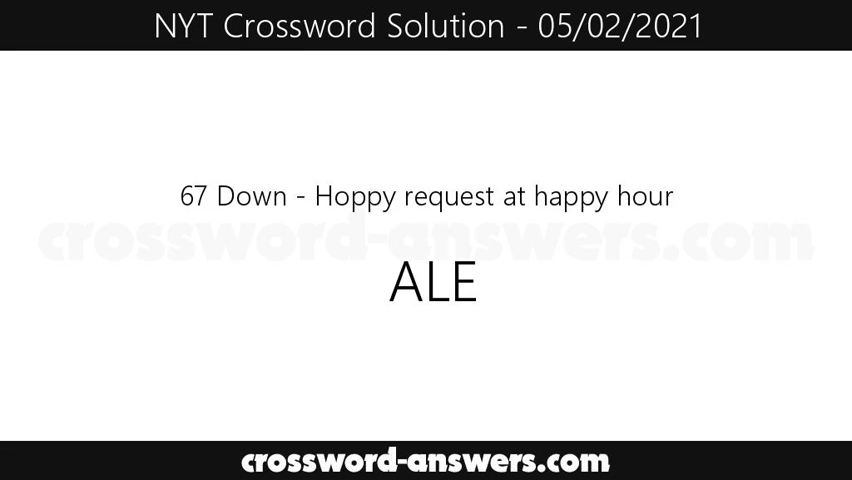 NYT Crossword Solution - 05/02/2021
67 Down - Hoppy request at happy hour
crossword-answers.com
ALE
crossword-answers.com